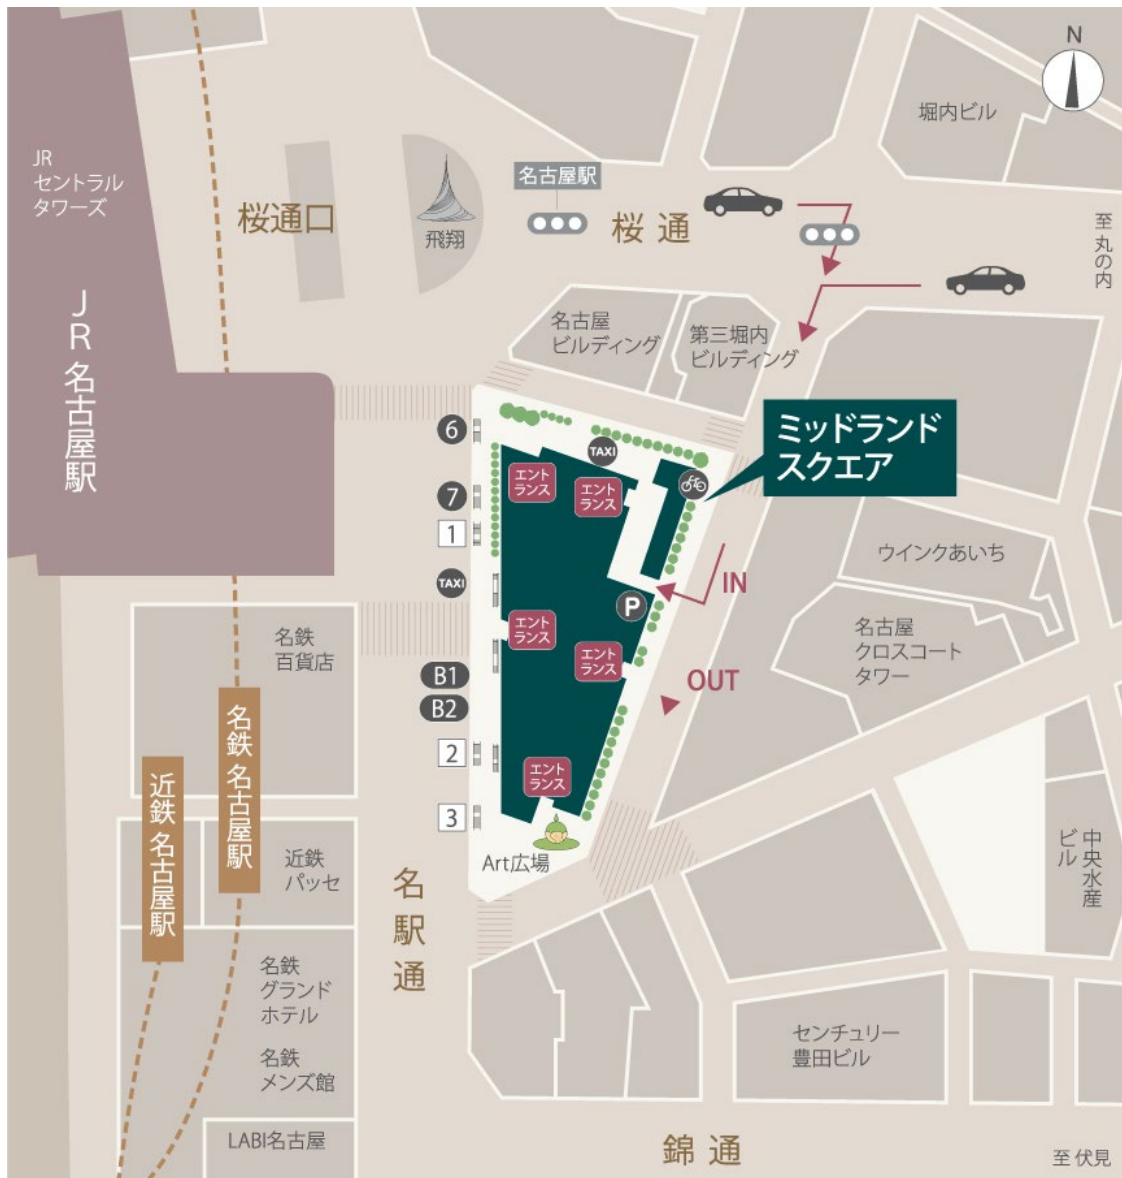 N
堀内ビル
JR
セントラル
タワーズ
名古屋駅
桜通口
飛翔
桜通
至 丸の内
JR名古屋駅
名古屋
ビルディング
第三堀内
ビルディング
ミッドランド
スクエア
6
TAXI
エント
ランス
エント
ランス
7
1
ウインクあいち
IN
TAXI
P
名鉄
百貨店
エント
ランス
エント
ランス
名古屋
クロスコート
タワー
B1
B2
OUT
名鉄 名古屋駅
近鉄 名古屋駅
2
エント
ランス
3
Art広場
近鉄
パッセ
中央水産
ビル
名駅通
名鉄
グランド
ホテル
名鉄
メンズ館
センチュリー
豊田ビル
LABI名古屋
錦通
至 伏見